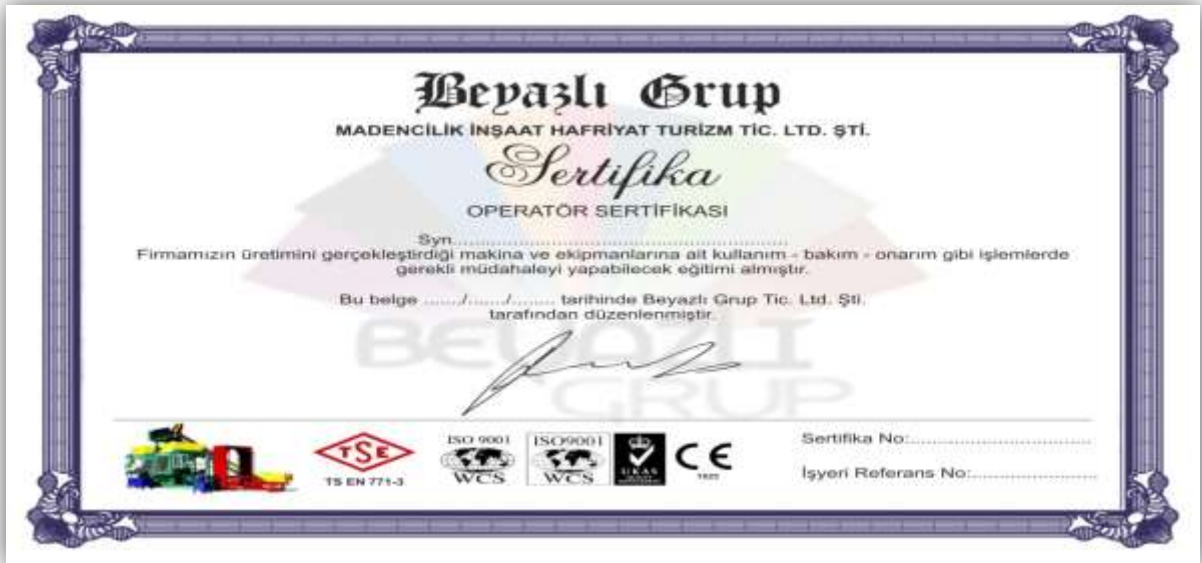 Beyazlı Grup
MADENCİLİK İNŞAAT HAFRİYAT TURİZM TİC. LTD. ŞTİ.
Sertifika
OPERATÖR SERTİFİKASI
Syn.......................................................
Firmamızın üretimini gerçekleştirdiği makina ve ekipmanlarına ait kullanım - bakım - onarım gibi işlemlerde
gerekli müdahaleyi yapabilecek eğitimi almıştır.
Bu belge ....../....../........ tarihinde Beyazlı Grup Tic. Ltd. Şti.
tarafından düzenlenmiştir.
BEYAZLI
GRUP
TSE
TS EN 771-3
ISO 9001
WCS
ISO9001
WCS
UKAS
CE
Sertifika No:..............................
İşyeri Referans No:.....................